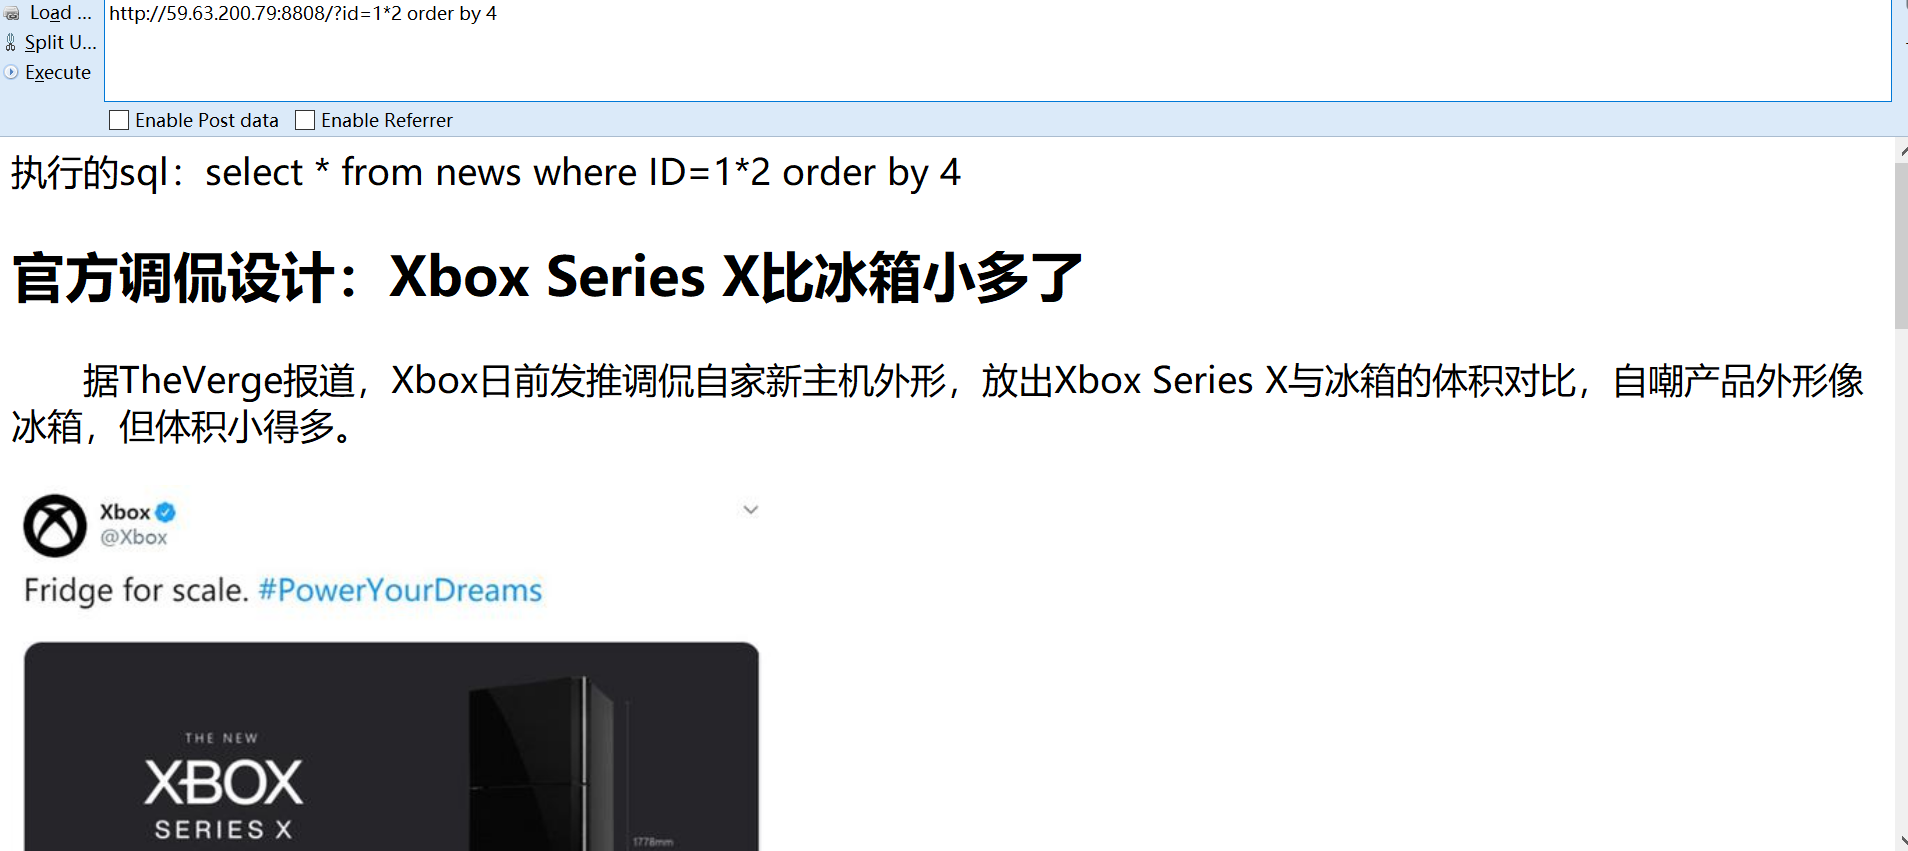 Load ...
http://59.63.200.79:8808/?id=1*2 order by 4
Split U...
Execute
Enable Post data
Enable Referrer
执行的sql：select * from news where ID=1*2 order by 4
官方调侃设计：Xbox Series X比冰箱小多了
据TheVerge报道，Xbox日前发推调侃自家新主机外形，放出Xbox Series X与冰箱的体积对比，自嘲产品外形像
冰箱，但体积小得多。
Xbox
@Xbox
Fridge for scale. #PowerYourDreams
THE NEW
XBOX
SERIES X
1778mm